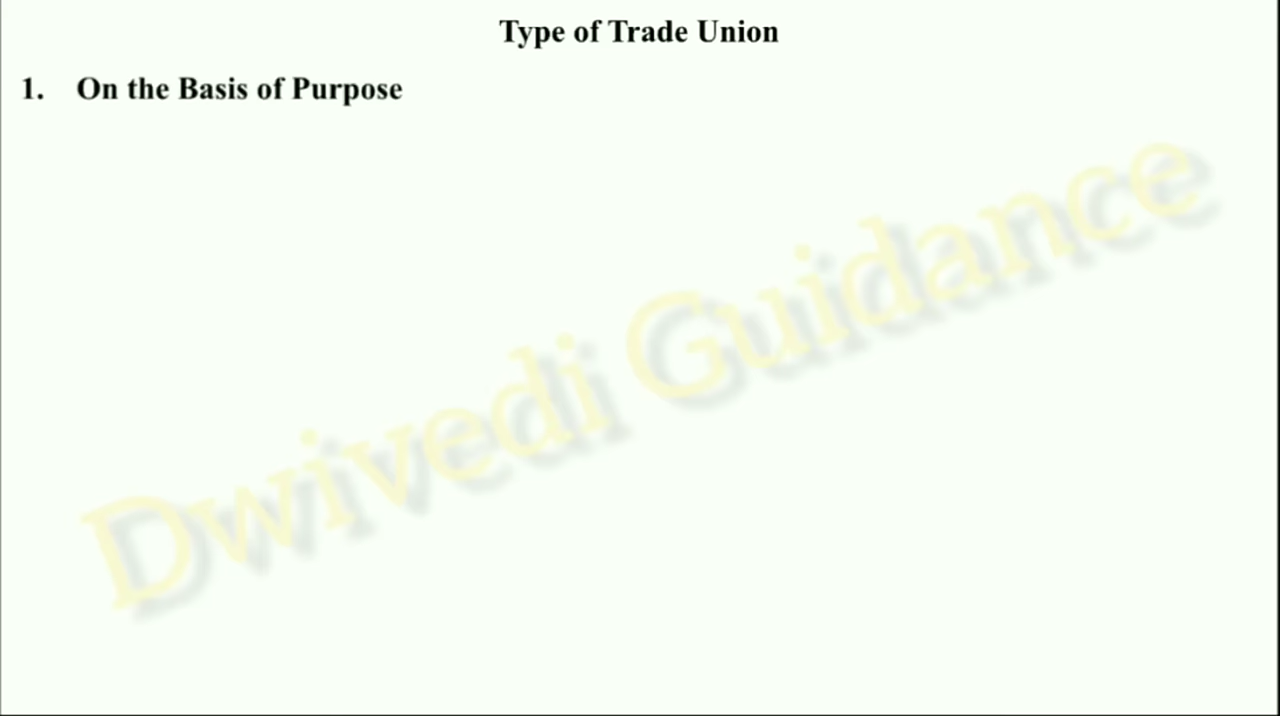 Type of Trade Union
1. On the Basis of Purpose
Dwivedi Guidance